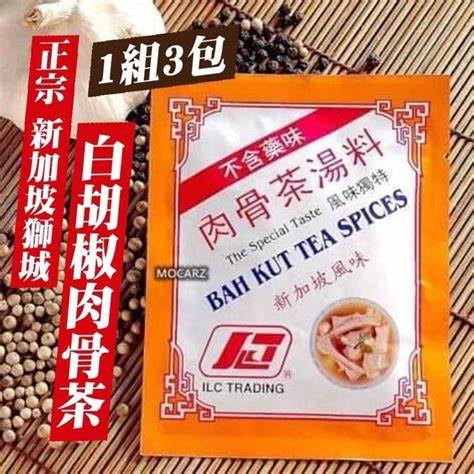 1組3包
正宗 新加坡獅城
白胡椒肉骨茶
不含藥味
肉骨茶湯料
The Special Taste 風味獨特
BAH KUT TEA SPICES
新加坡風味
MOCARZ
ILC
ILC TRADING
®